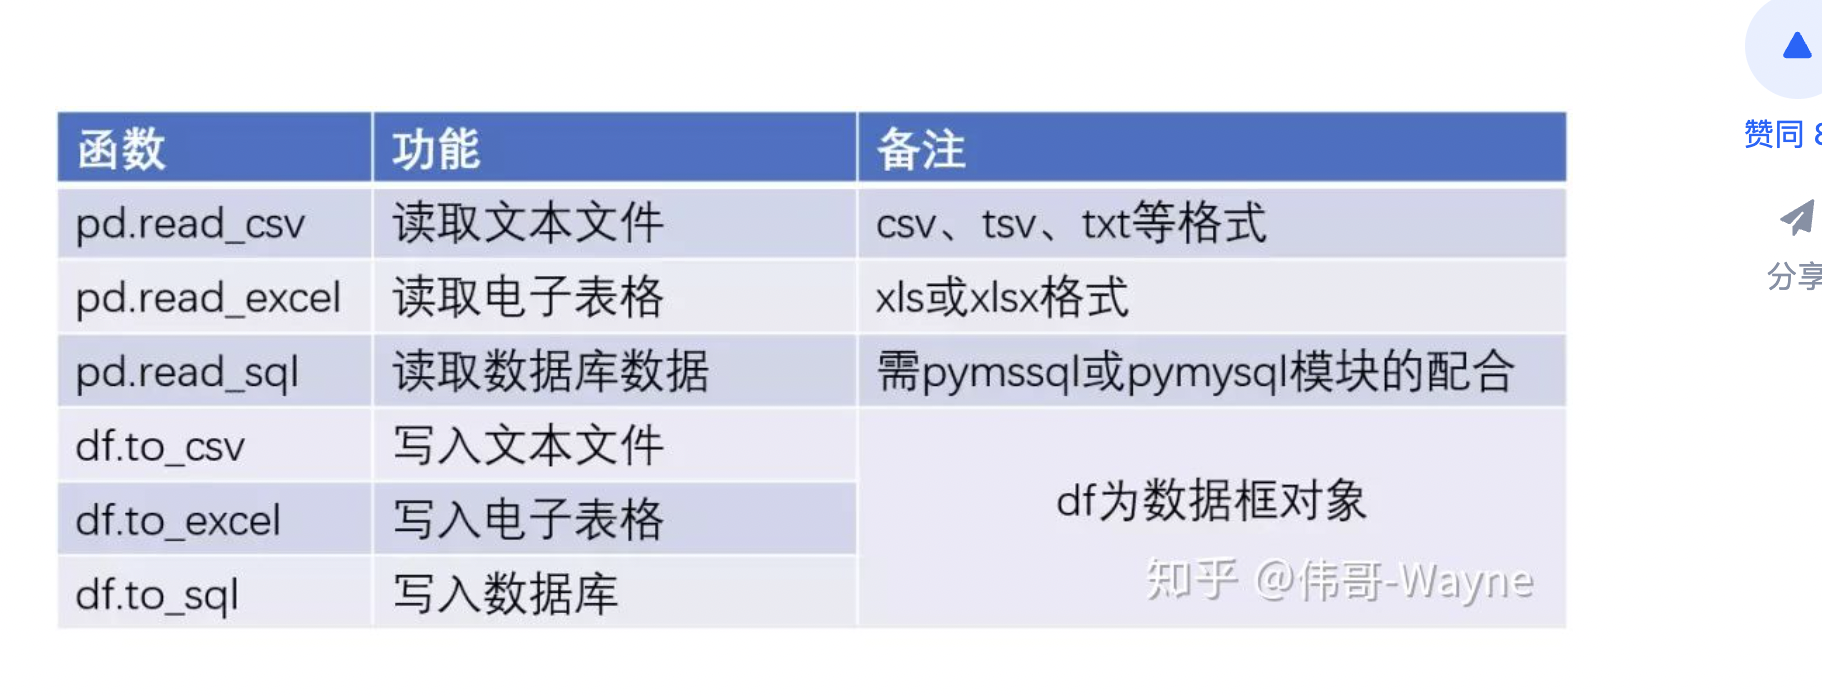 函数 功能 备注
pd.read_csv 读取文本文件 csv、tsv、txt等格式
pd.read_excel 读取电子表格 xls或xlsx格式
pd.read_sql 读取数据库数据 需pymssql或pymysql模块的配合
df.to_csv 写入文本文件
df.to_excel 写入电子表格
df为数据框对象
df.to_sql 写入数据库
知乎 @伟哥-Wayne
赞同
分享